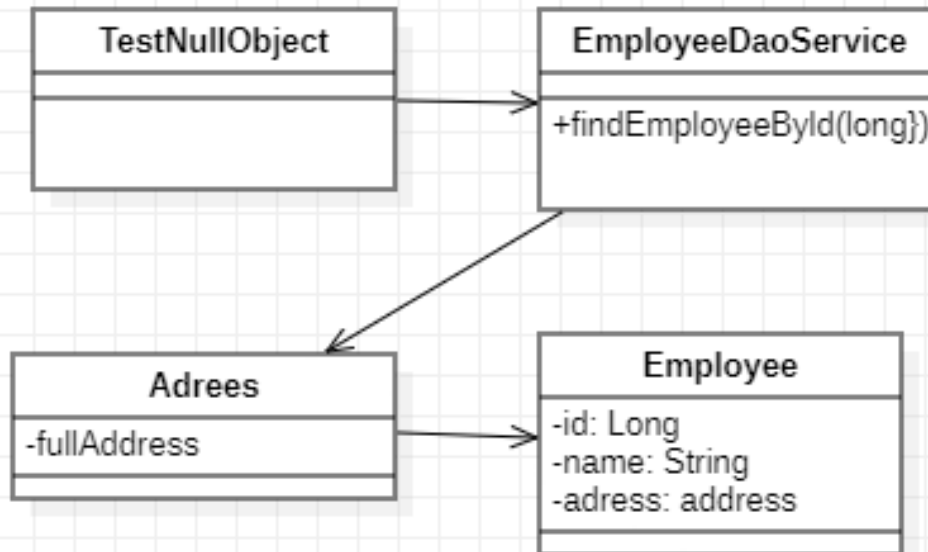 TestNullObject
EmployeeDaoService
+findEmployeeById(long})
Adrees
-fullAddress
Employee
-id: Long
-name: String
-adress: address